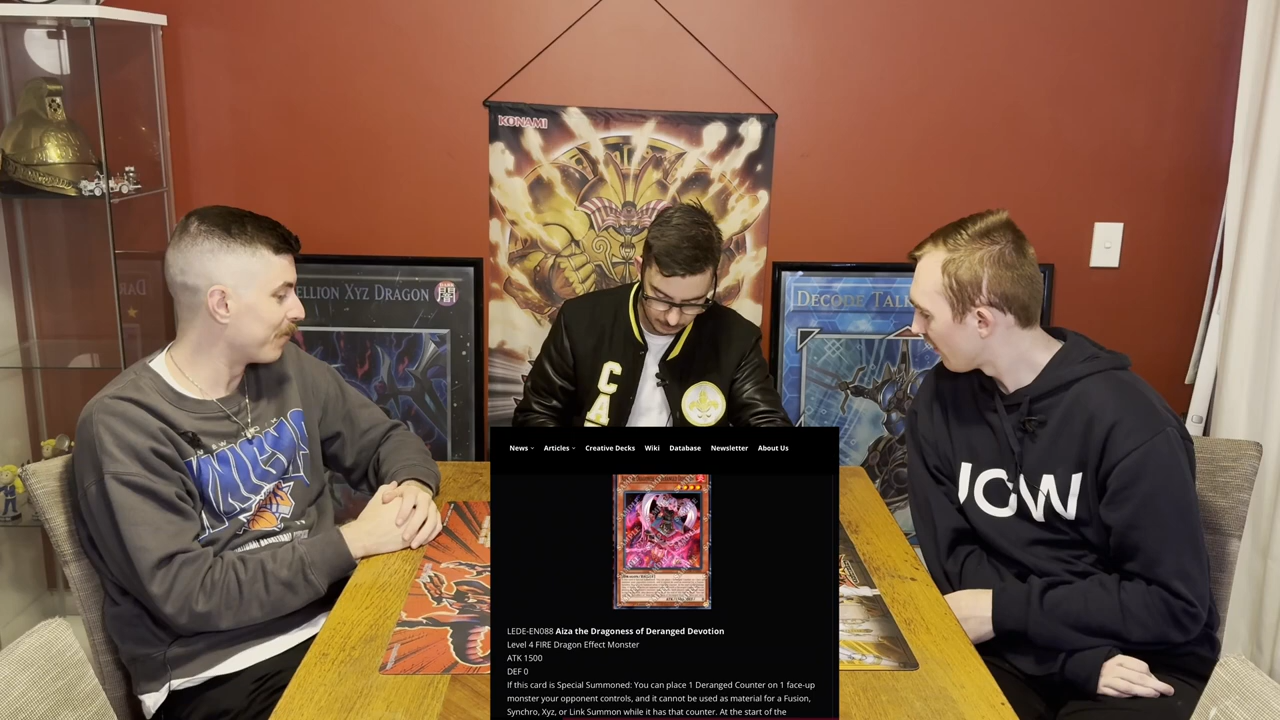 KONAMI
ELLION XYZ DRAGON
闇
DECODE TALK
CA
NOW
News
Articles
Creative Decks
Wiki
Database
Newsletter
About Us
LEDE-EN088 Aiza the Dragoness of Deranged Devotion
Level 4 FIRE Dragon Effect Monster
ATK 1500
DEF 0
If this card is Special Summoned: You can place 1 Deranged Counter on 1 face-up
monster your opponent controls, and it cannot be used as material for a Fusion,
Synchro, Xyz, or Link Summon while it has that counter. At the start of the